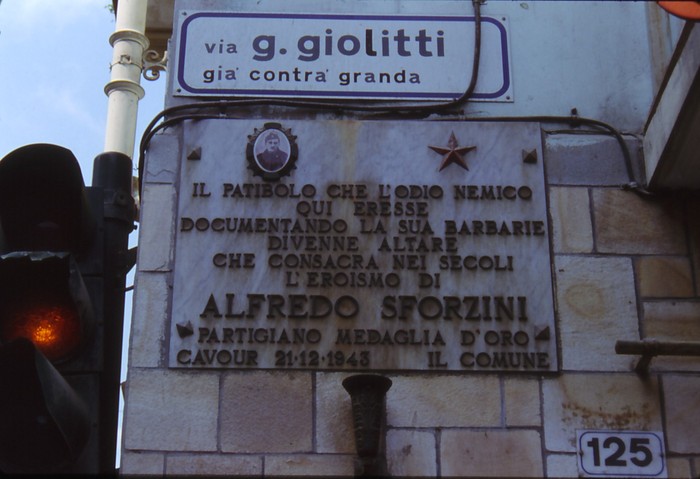 via g. giolitti
gia' contra' granda
IL PATIBOLO CHE L'ODIO NEMICO
QUI ERESSE
DOCUMENTANDO LA SUA BARBARIE
DIVENNE ALTARE
CHE CONSACRA NEI SECOLI
L'EROISMO DI
ALFREDO SFORZINI
PARTIGIANO MEDAGLIA D'ORO
CAVOUR 21·12·1943 IL COMUNE
125